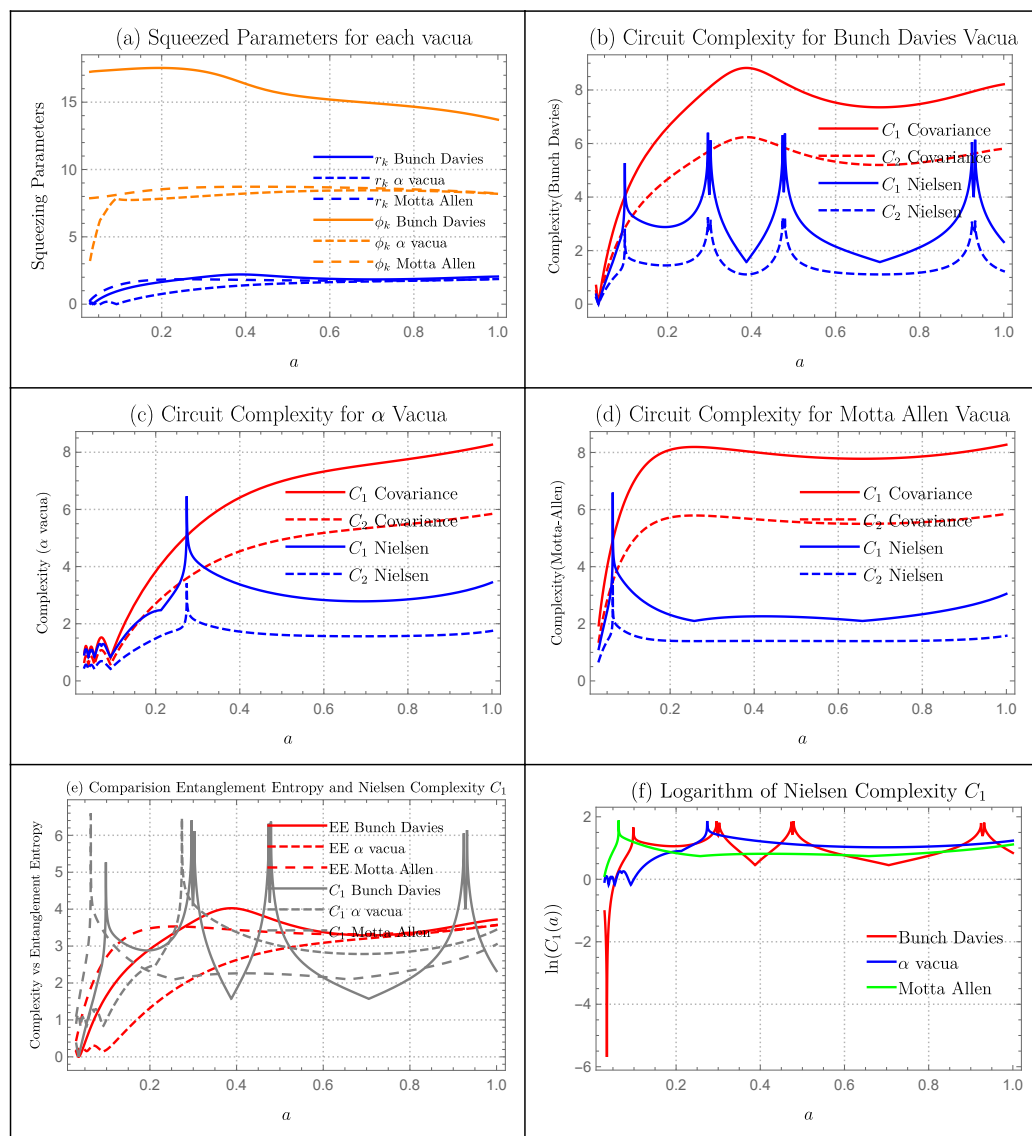 (a) Squeezed Parameters for each vacua
Squeezing Parameters
15
10
5
0
r_k Bunch Davies
r_k α vacua
r_k Motta Allen
ϕ_k Bunch Davies
ϕ_k α vacua
ϕ_k Motta Allen
0.2 0.4 0.6 0.8 1.0
a
(b) Circuit Complexity for Bunch Davies Vacua
Complexity(Bunch Davies)
8
6
4
2
0
C_1 Covariance
C_2 Covariance
C_1 Nielsen
C_2 Nielsen
0.2 0.4 0.6 0.8 1.0
a
(c) Circuit Complexity for α Vacua
Complexity (α vacua)
8
6
4
2
0
C_1 Covariance
C_2 Covariance
C_1 Nielsen
C_2 Nielsen
0.2 0.4 0.6 0.8 1.0
a
(d) Circuit Complexity for Motta Allen Vacua
Complexity(Motta-Allen)
8
6
4
2
0
C_1 Covariance
C_2 Covariance
C_1 Nielsen
C_2 Nielsen
0.2 0.4 0.6 0.8 1.0
a
(e) Comparision Entanglement Entropy and Nielsen Complexity C_1
Complexity vs Entanglement Entropy
6
5
4
3
2
1
0
EE Bunch Davies
EE α vacua
EE Motta Allen
C_1 Bunch Davies
C_1 α vacua
C_1 Motta Allen
0.2 0.4 0.6 0.8 1.0
a
(f) Logarithm of Nielsen Complexity C_1
ln(C_1(a))
2
0
-2
-4
-6
Bunch Davies
α vacua
Motta Allen
0.2 0.4 0.6 0.8 1.0
a